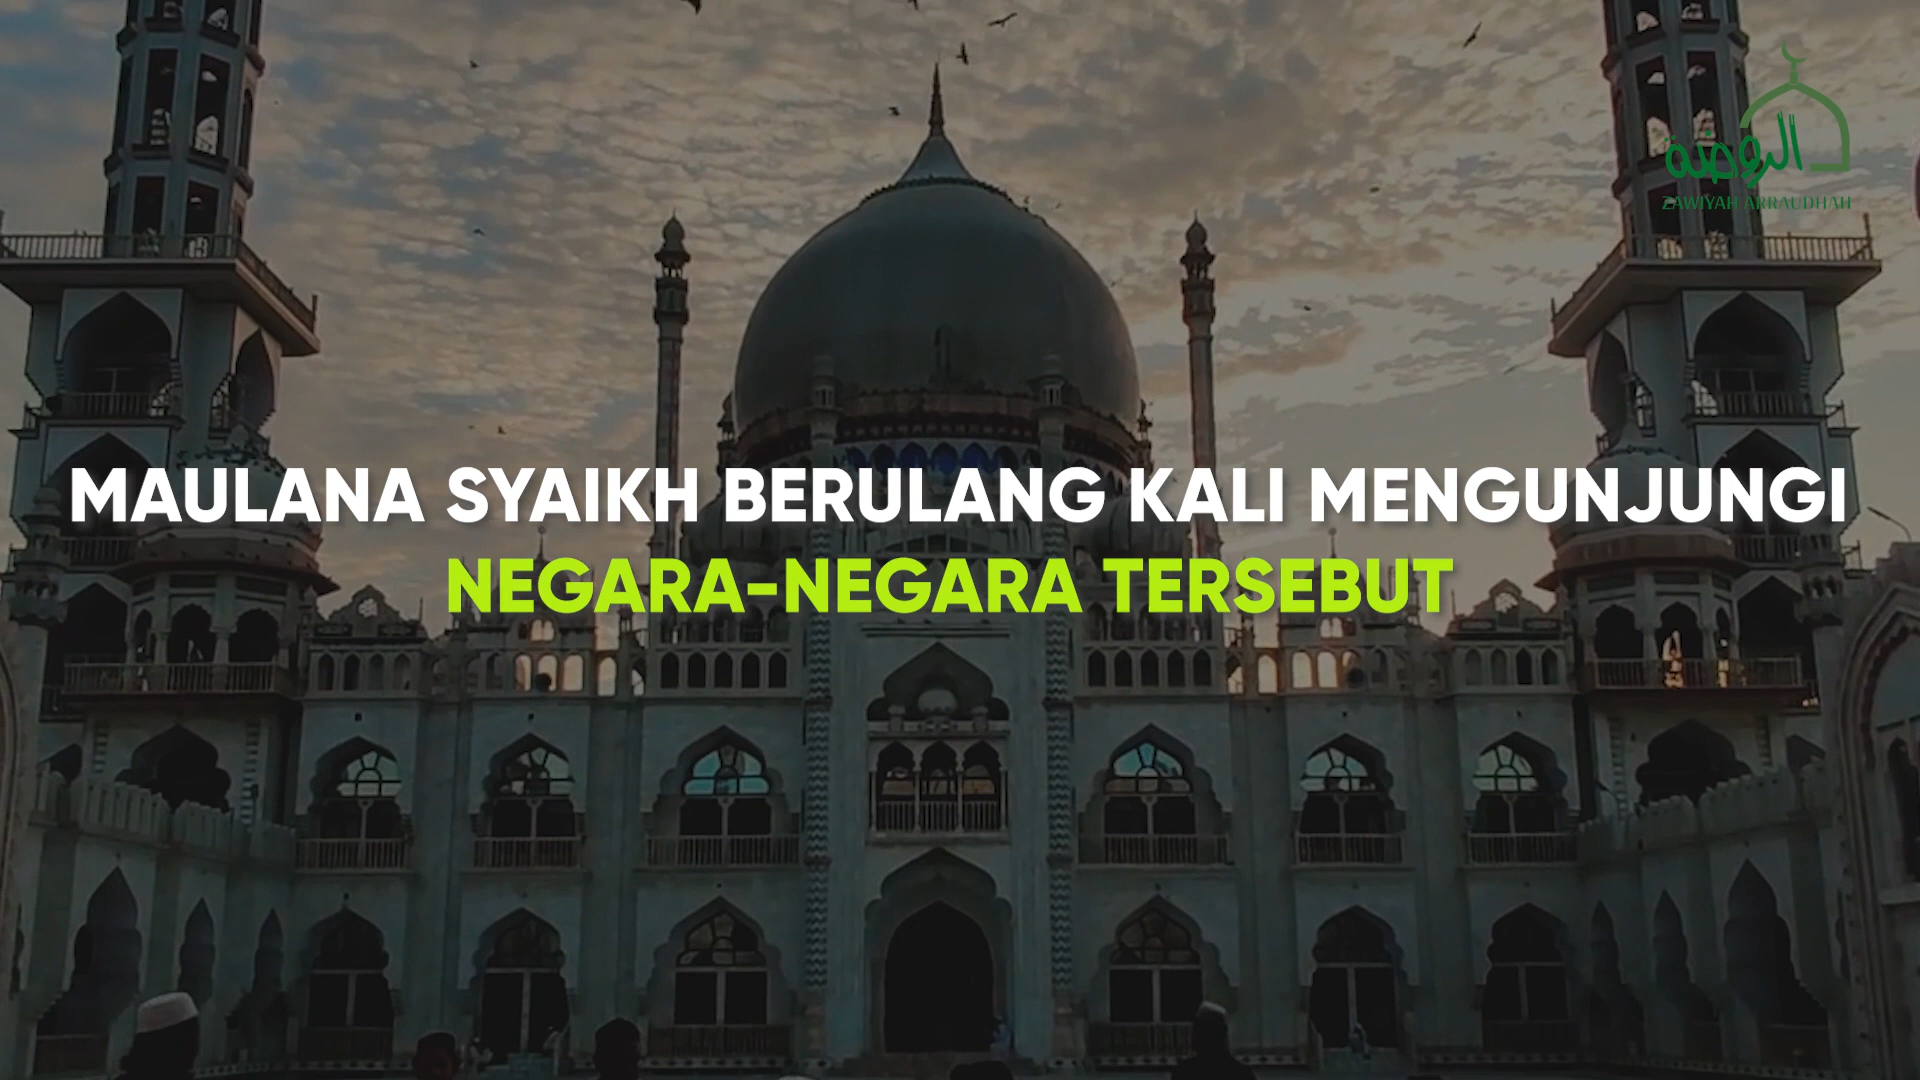 الروضة
ZAWIYAH ARRAUDHAH
MAULANA SYAIKH BERULANG KALI MENGUNJUNGI
NEGARA-NEGARA TERSEBUT